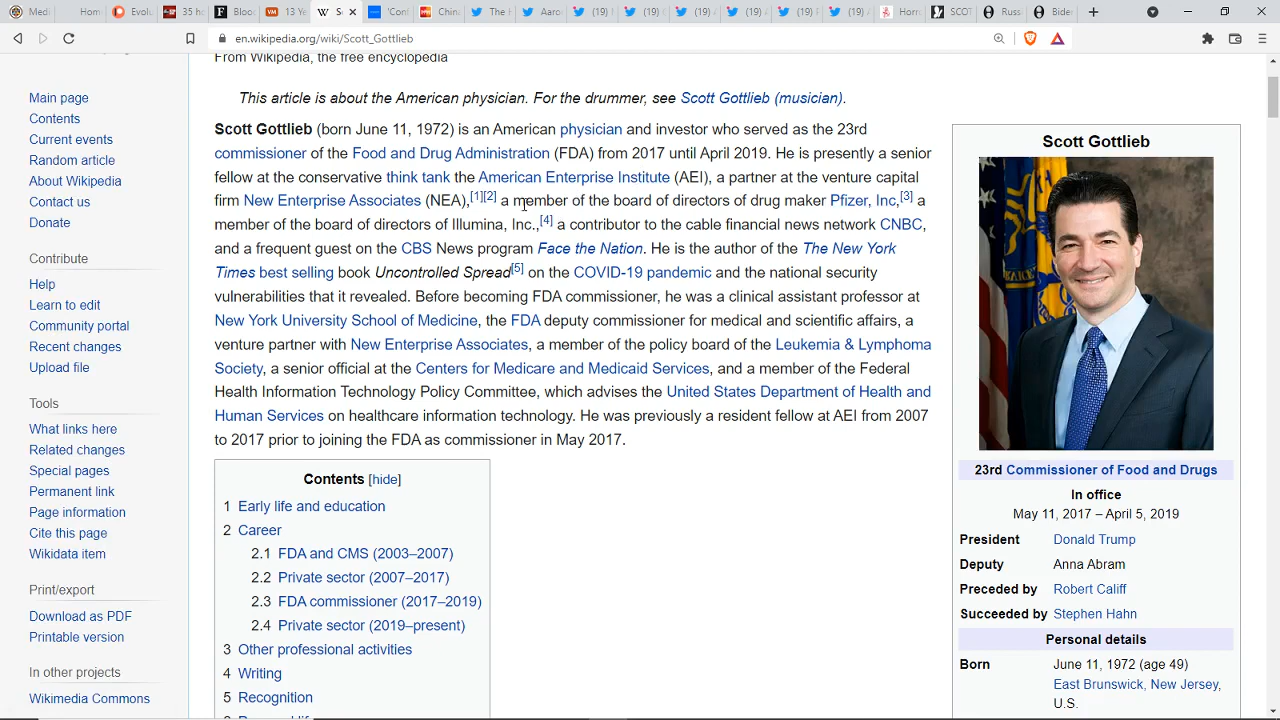 Medi
Hom
Evolu
35 ho
Bloo
13 Ye
S
'Cont
China
The H
Aaro
(19) !
(19) (
(19) /
(19) /
(19) F
(19) /
Horro
SCOT
Russ
Bider
en.wikipedia.org/wiki/Scott_Gottlieb
From Wikipedia, the free encyclopedia
This article is about the American physician. For the drummer, see Scott Gottlieb (musician).
Scott Gottlieb (born June 11, 1972) is an American physician and investor who served as the 23rd
commissioner of the Food and Drug Administration (FDA) from 2017 until April 2019. He is presently a senior
fellow at the conservative think tank the American Enterprise Institute (AEI), a partner at the venture capital
firm New Enterprise Associates (NEA),[1][2] a member of the board of directors of drug maker Pfizer, Inc,[3] a
member of the board of directors of Illumina, Inc.,[4] a contributor to the cable financial news network CNBC,
and a frequent guest on the CBS News program Face the Nation. He is the author of the The New York
Times best selling book Uncontrolled Spread[5] on the COVID-19 pandemic and the national security
vulnerabilities that it revealed. Before becoming FDA commissioner, he was a clinical assistant professor at
New York University School of Medicine, the FDA deputy commissioner for medical and scientific affairs, a
venture partner with New Enterprise Associates, a member of the policy board of the Leukemia & Lymphoma
Society, a senior official at the Centers for Medicare and Medicaid Services, and a member of the Federal
Health Information Technology Policy Committee, which advises the United States Department of Health and
Human Services on healthcare information technology. He was previously a resident fellow at AEI from 2007
to 2017 prior to joining the FDA as commissioner in May 2017.
Contents [hide]
1 Early life and education
2 Career
2.1 FDA and CMS (2003–2007)
2.2 Private sector (2007–2017)
2.3 FDA commissioner (2017–2019)
2.4 Private sector (2019–present)
3 Other professional activities
4 Writing
5 Recognition
Main page
Contents
Current events
Random article
About Wikipedia
Contact us
Donate
Contribute
Help
Learn to edit
Community portal
Recent changes
Upload file
Tools
What links here
Related changes
Special pages
Permanent link
Page information
Cite this page
Wikidata item
Print/export
Download as PDF
Printable version
In other projects
Wikimedia Commons
Scott Gottlieb
23rd Commissioner of Food and Drugs
In office
May 11, 2017 – April 5, 2019
President Donald Trump
Deputy Anna Abram
Preceded by Robert Califf
Succeeded by Stephen Hahn
Personal details
Born June 11, 1972 (age 49)
East Brunswick, New Jersey,
U.S.